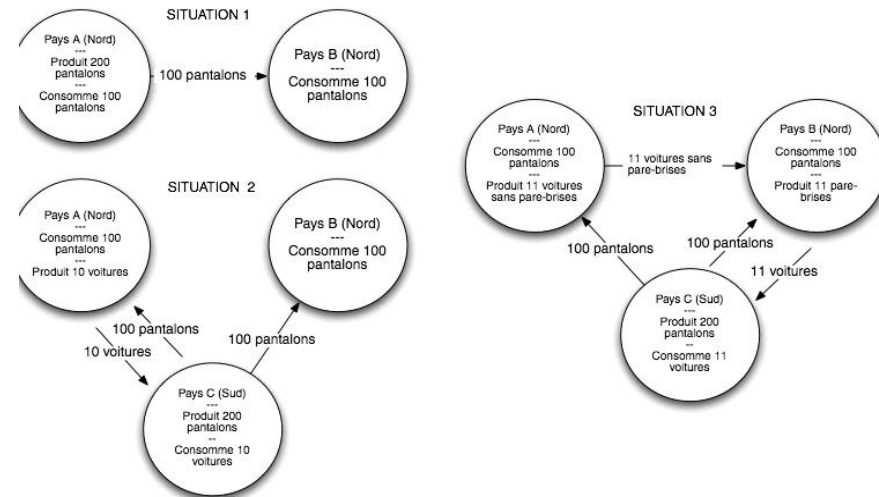 SITUATION 1
Pays A (Nord)
---
Produit 200
pantalons
---
Consomme 100
pantalons
100 pantalons
Pays B (Nord)
---
Consomme 100
pantalons
SITUATION 2
Pays A (Nord)
---
Consomme 100
pantalons
---
Produit 10 voitures
Pays B (Nord)
---
Consomme 100
pantalons
100 pantalons
10 voitures
100 pantalons
Pays C (Sud)
---
Produit 200
pantalons
--
Consomme 10
voitures
SITUATION 3
Pays A (Nord)
---
Consomme 100
pantalons
---
Produit 11 voitures
sans pare-brises
11 voitures sans
pare-brises
Pays B (Nord)
---
Consomme 100
pantalons
---
Produit 11 pare-
brises
100 pantalons
100 pantalons
11 voitures
Pays C (Sud)
---
Produit 200
pantalons
--
Consomme 11
voitures